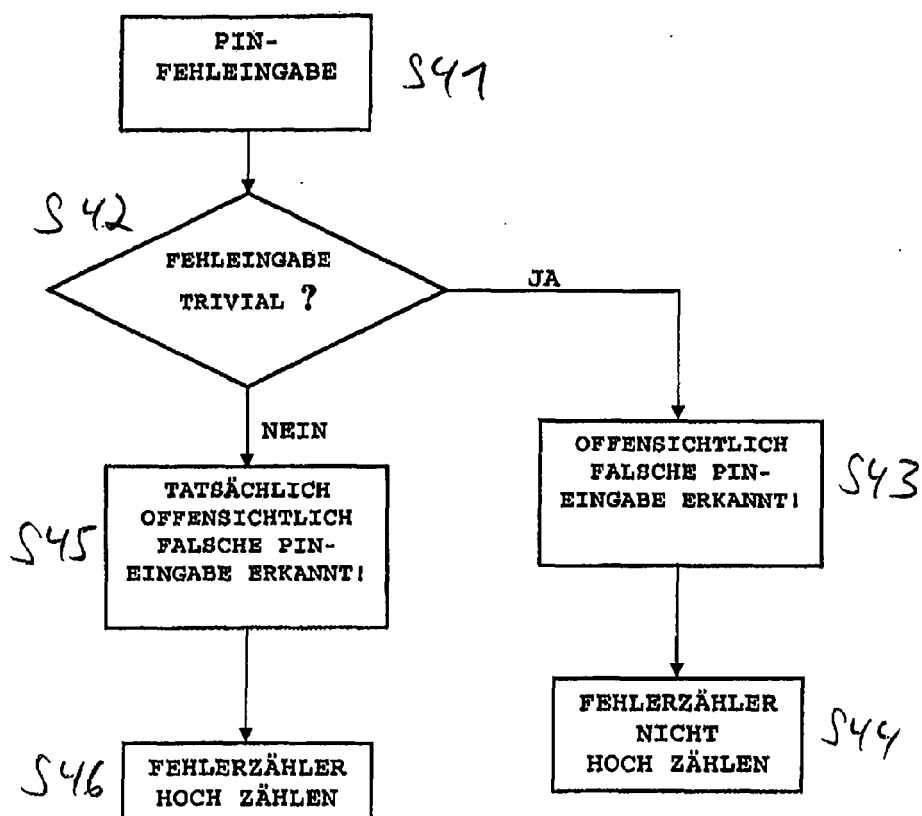 PIN-
FEHLEINGABE
S41
S42
FEHLEINGABE
TRIVIAL ?
JA
NEIN
OFFENSICHTLICH
FALSCHE PIN-
EINGABE ERKANNT!
S43
TATSÄCHLICH
OFFENSICHTLICH
FALSCHE PIN-
EINGABE ERKANNT!
S45
FEHLERZÄHLER
NICHT
HOCH ZÄHLEN
S44
S46
FEHLERZÄHLER
HOCH ZÄHLEN